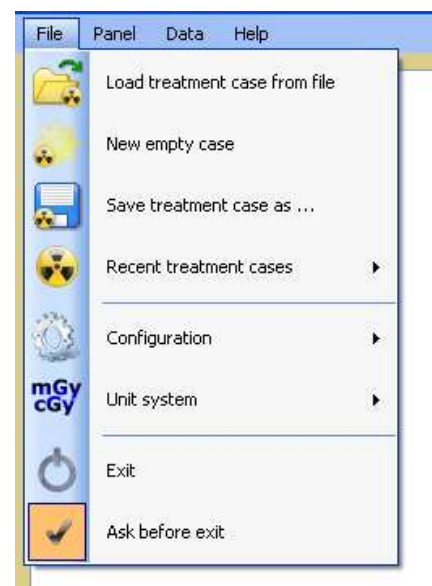 File Panel Data Help
Load treatment case from file
New empty case
Save treatment case as ...
Recent treatment cases
Configuration
mGy
cGy
Unit system
Exit
Ask before exit